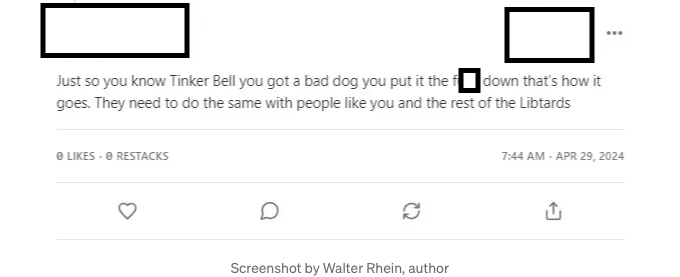 Just so you know Tinker Bell you got a bad dog you put it the f down that's how it
goes. They need to do the same with people like you and the rest of the Libtards
0 LIKES · 0 RESTACKS
7:44 AM · APR 29, 2024
Screenshot by Walter Rhein, author